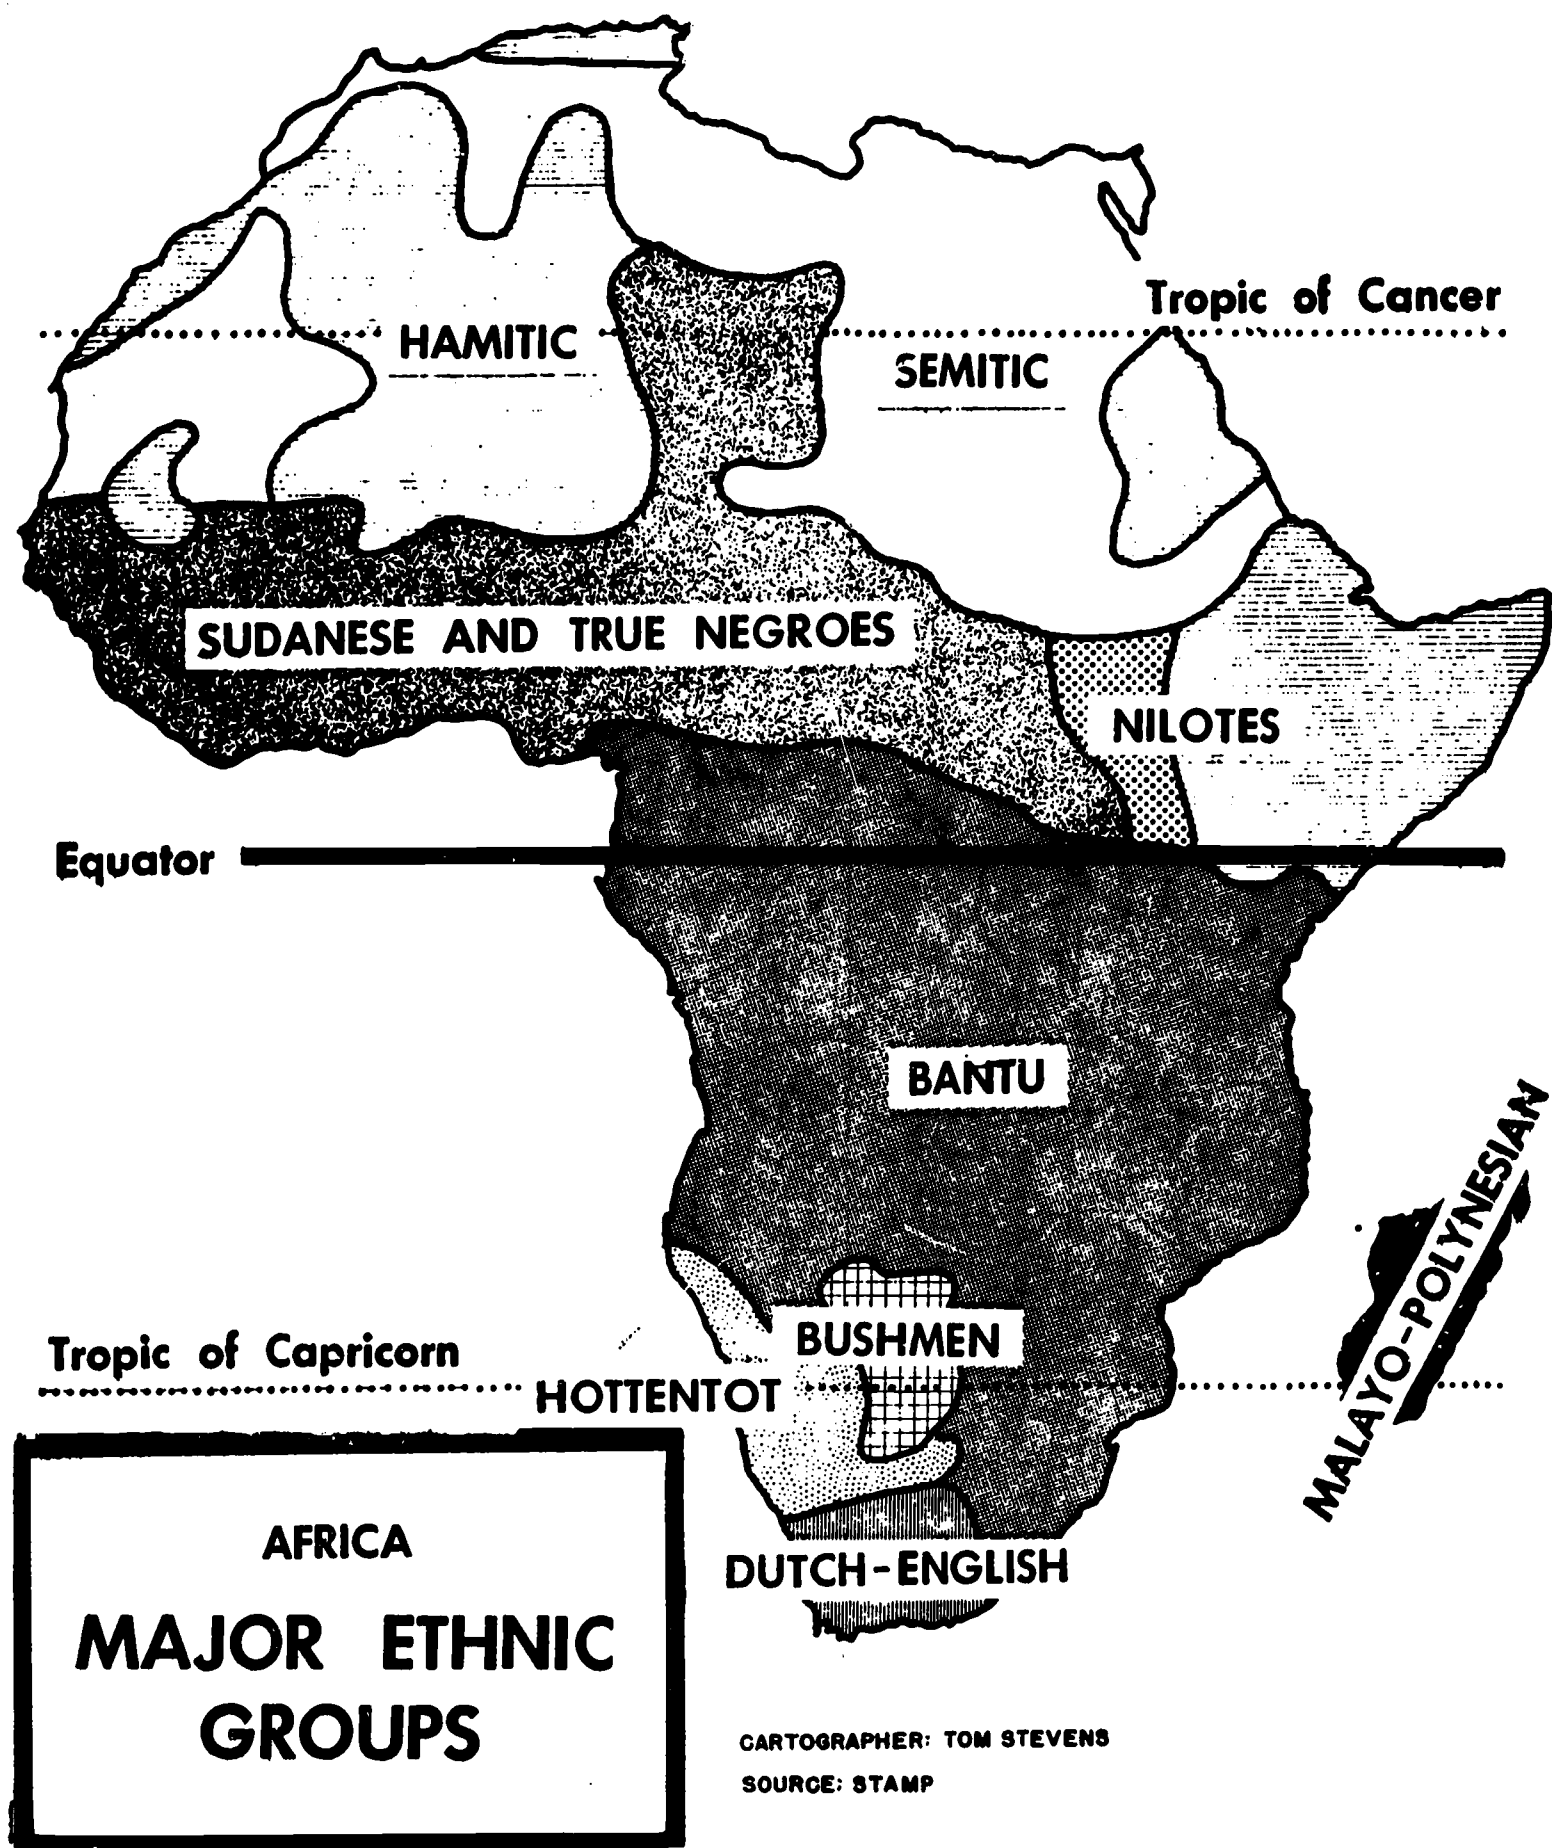 Tropic of Cancer
HAMITIC
SEMITIC
SUDANESE AND TRUE NEGROES
NILOTES
Equator
BANTU
MALAYO-POLYNESIAN
BUSHMEN
Tropic of Capricorn
HOTTENTOT
DUTCH-ENGLISH
AFRICA
MAJOR ETHNIC
GROUPS
CARTOGRAPHER: TOM STEVENS
SOURCE: STAMP